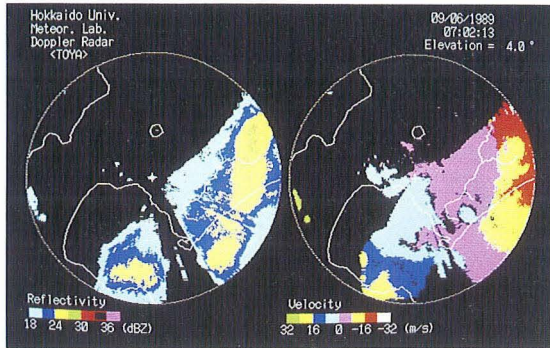 Hokkaido Univ.
Meteor. Lab.
Doppler Radar
<TOYA>
09/06/1989
07:02:13
Elevation = 4.0°
Reflectivity
18 24 30 36 (dBZ)
Velocity
32 16 0 -16 -32 (m/s)